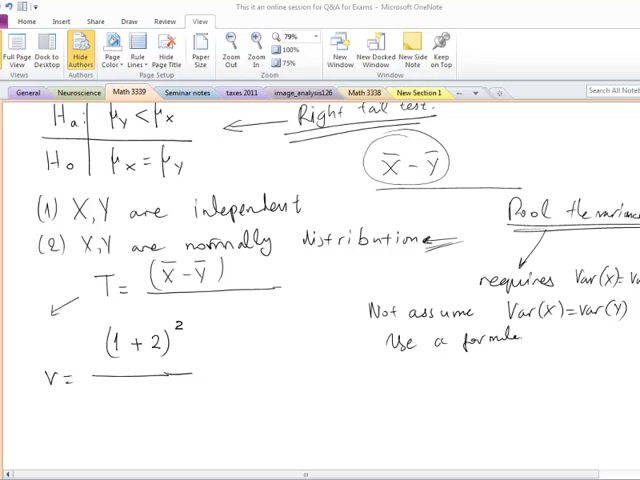 This it an online session for Q&A for Exams - Microsoft OneNote
Home Insert Share Draw Review View
Full Page View Dock to Desktop Hide Authors Page Color Rule Lines Paper Size Zoom Out Zoom In 79% 100% 75% New Window New Docked Window New Side Note Keep on Top
Views Authors Page Setup Zoom Window
General Neuroscience Math 3339 Seminar notes taxes 2011 image_analysis126 Math 3338 New Section 1 Search All Not
Ha: μY < μX Right tail test.
H0 μX = μY X̄ - Ȳ
(1) X, Y are independent
Pool the variance
(2) X, Y are normally distribution
requires Var(X)=Va
T = (X̄ - Ȳ)
Not assume Var(X)=Var(Y)
Use a formula
(1 + 2)²
v =